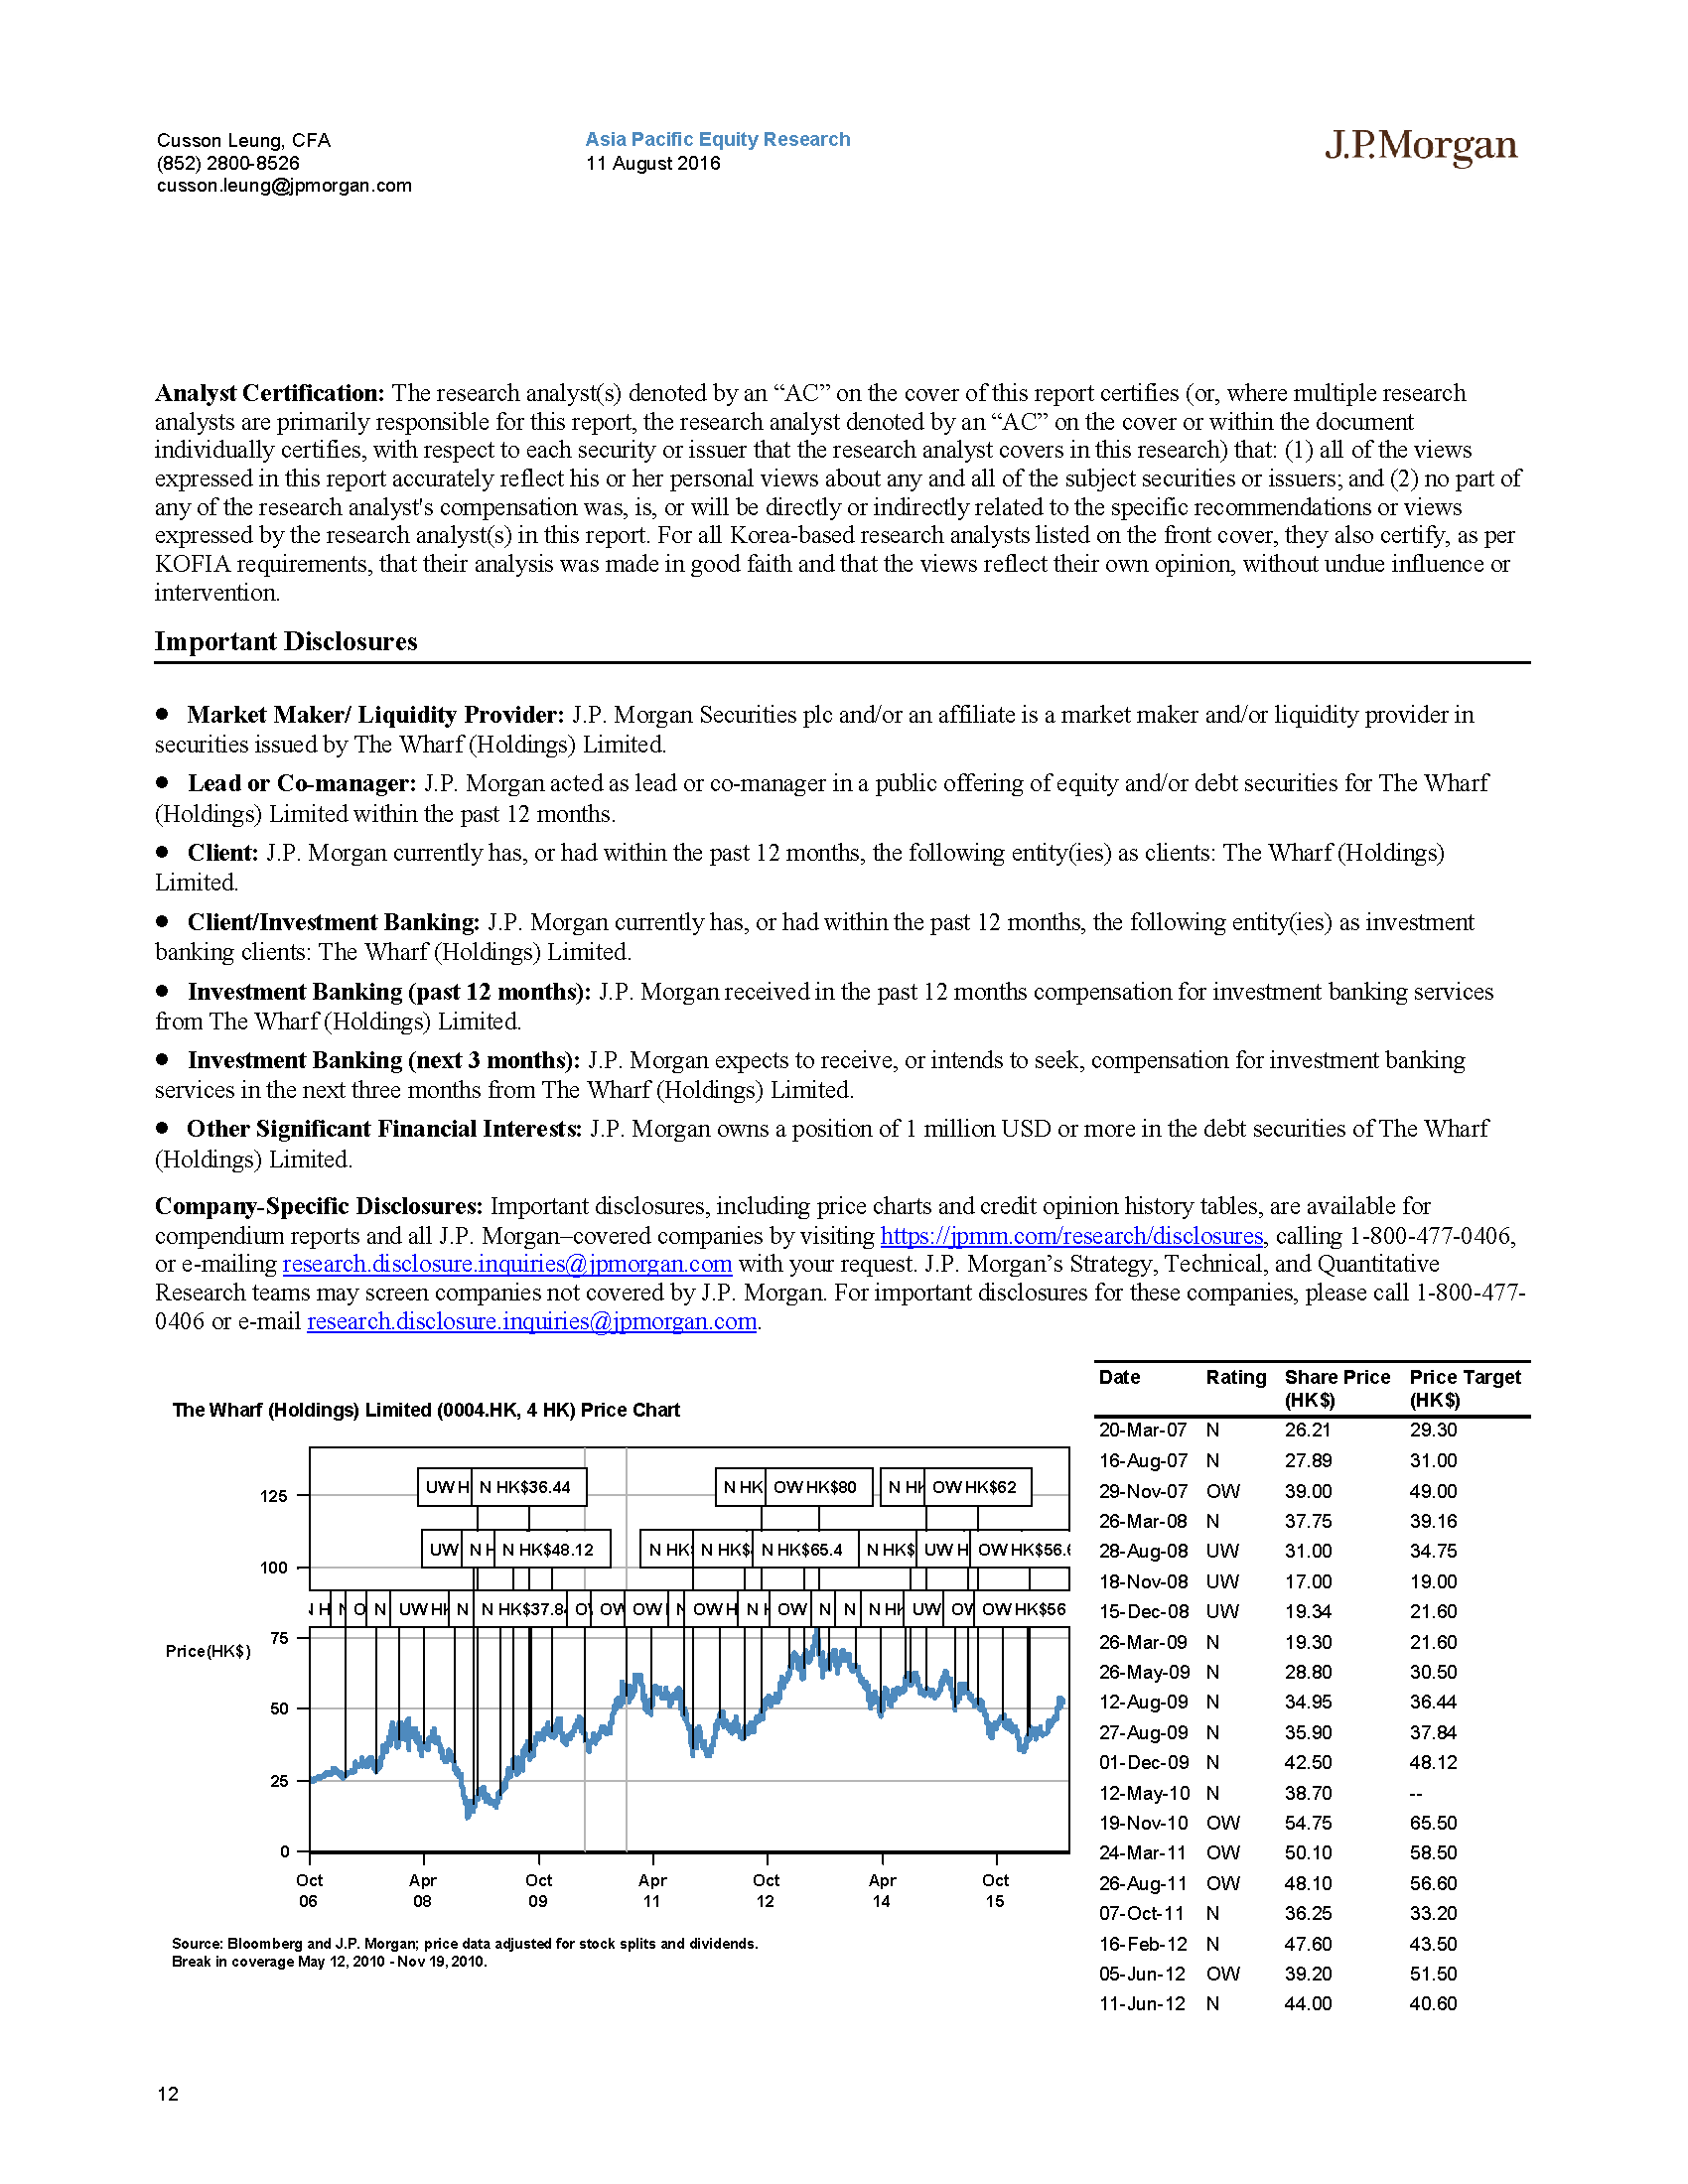 Cusson Leung, CFA
(852) 2800-8526
cusson.leung@jpmorgan.com
Asia Pacific Equity Research
11 August 2016
J.P.Morgan
Analyst Certification: The research analyst(s) denoted by an “AC” on the cover of this report certifies (or, where multiple research
analysts are primarily responsible for this report, the research analyst denoted by an “AC” on the cover or within the document
individually certifies, with respect to each security or issuer that the research analyst covers in this research) that: (1) all of the views
expressed in this report accurately reflect his or her personal views about any and all of the subject securities or issuers; and (2) no part of
any of the research analyst's compensation was, is, or will be directly or indirectly related to the specific recommendations or views
expressed by the research analyst(s) in this report. For all Korea-based research analysts listed on the front cover, they also certify, as per
KOFIA requirements, that their analysis was made in good faith and that the views reflect their own opinion, without undue influence or
intervention.
Important Disclosures
● Market Maker/ Liquidity Provider: J.P. Morgan Securities plc and/or an affiliate is a market maker and/or liquidity provider in
securities issued by The Wharf (Holdings) Limited.
● Lead or Co-manager: J.P. Morgan acted as lead or co-manager in a public offering of equity and/or debt securities for The Wharf
(Holdings) Limited within the past 12 months.
● Client: J.P. Morgan currently has, or had within the past 12 months, the following entity(ies) as clients: The Wharf (Holdings)
Limited.
● Client/Investment Banking: J.P. Morgan currently has, or had within the past 12 months, the following entity(ies) as investment
banking clients: The Wharf (Holdings) Limited.
● Investment Banking (past 12 months): J.P. Morgan received in the past 12 months compensation for investment banking services
from The Wharf (Holdings) Limited.
● Investment Banking (next 3 months): J.P. Morgan expects to receive, or intends to seek, compensation for investment banking
services in the next three months from The Wharf (Holdings) Limited.
● Other Significant Financial Interests: J.P. Morgan owns a position of 1 million USD or more in the debt securities of The Wharf
(Holdings) Limited.
Company-Specific Disclosures: Important disclosures, including price charts and credit opinion history tables, are available for
compendium reports and all J.P. Morgan–covered companies by visiting https://jpmm.com/research/disclosures, calling 1-800-477-0406,
or e-mailing research.disclosure.inquiries@jpmorgan.com with your request. J.P. Morgan’s Strategy, Technical, and Quantitative
Research teams may screen companies not covered by J.P. Morgan. For important disclosures for these companies, please call 1-800-477-
0406 or e-mail research.disclosure.inquiries@jpmorgan.com.
The Wharf (Holdings) Limited (0004.HK, 4 HK) Price Chart
125
UW H N HK$36.44 N HK OW HK$80 N HK OW HK$62
UW N H N HK$48.12 N HK$ N HK$ N HK$65.4 N HK$ UW H OW HK$56.6
100
H N O N UW HK N N HK$37.84 O OW OW N OW H N H OW N N N HK UW OW OW HK$56
75
Price(HK$)
50
25
0
Oct Apr Oct Apr Oct Apr Oct
06 08 09 11 12 14 15
Source: Bloomberg and J.P. Morgan; price data adjusted for stock splits and dividends.
Break in coverage May 12, 2010 - Nov 19, 2010.
Date Rating Share Price Price Target
(HK$) (HK$)
20-Mar-07 N 26.21 29.30
16-Aug-07 N 27.89 31.00
29-Nov-07 OW 39.00 49.00
26-Mar-08 N 37.75 39.16
28-Aug-08 UW 31.00 34.75
18-Nov-08 UW 17.00 19.00
15-Dec-08 UW 19.34 21.60
26-Mar-09 N 19.30 21.60
26-May-09 N 28.80 30.50
12-Aug-09 N 34.95 36.44
27-Aug-09 N 35.90 37.84
01-Dec-09 N 42.50 48.12
12-May-10 N 38.70 --
19-Nov-10 OW 54.75 65.50
24-Mar-11 OW 50.10 58.50
26-Aug-11 OW 48.10 56.60
07-Oct-11 N 36.25 33.20
16-Feb-12 N 47.60 43.50
05-Jun-12 OW 39.20 51.50
11-Jun-12 N 44.00 40.60
12